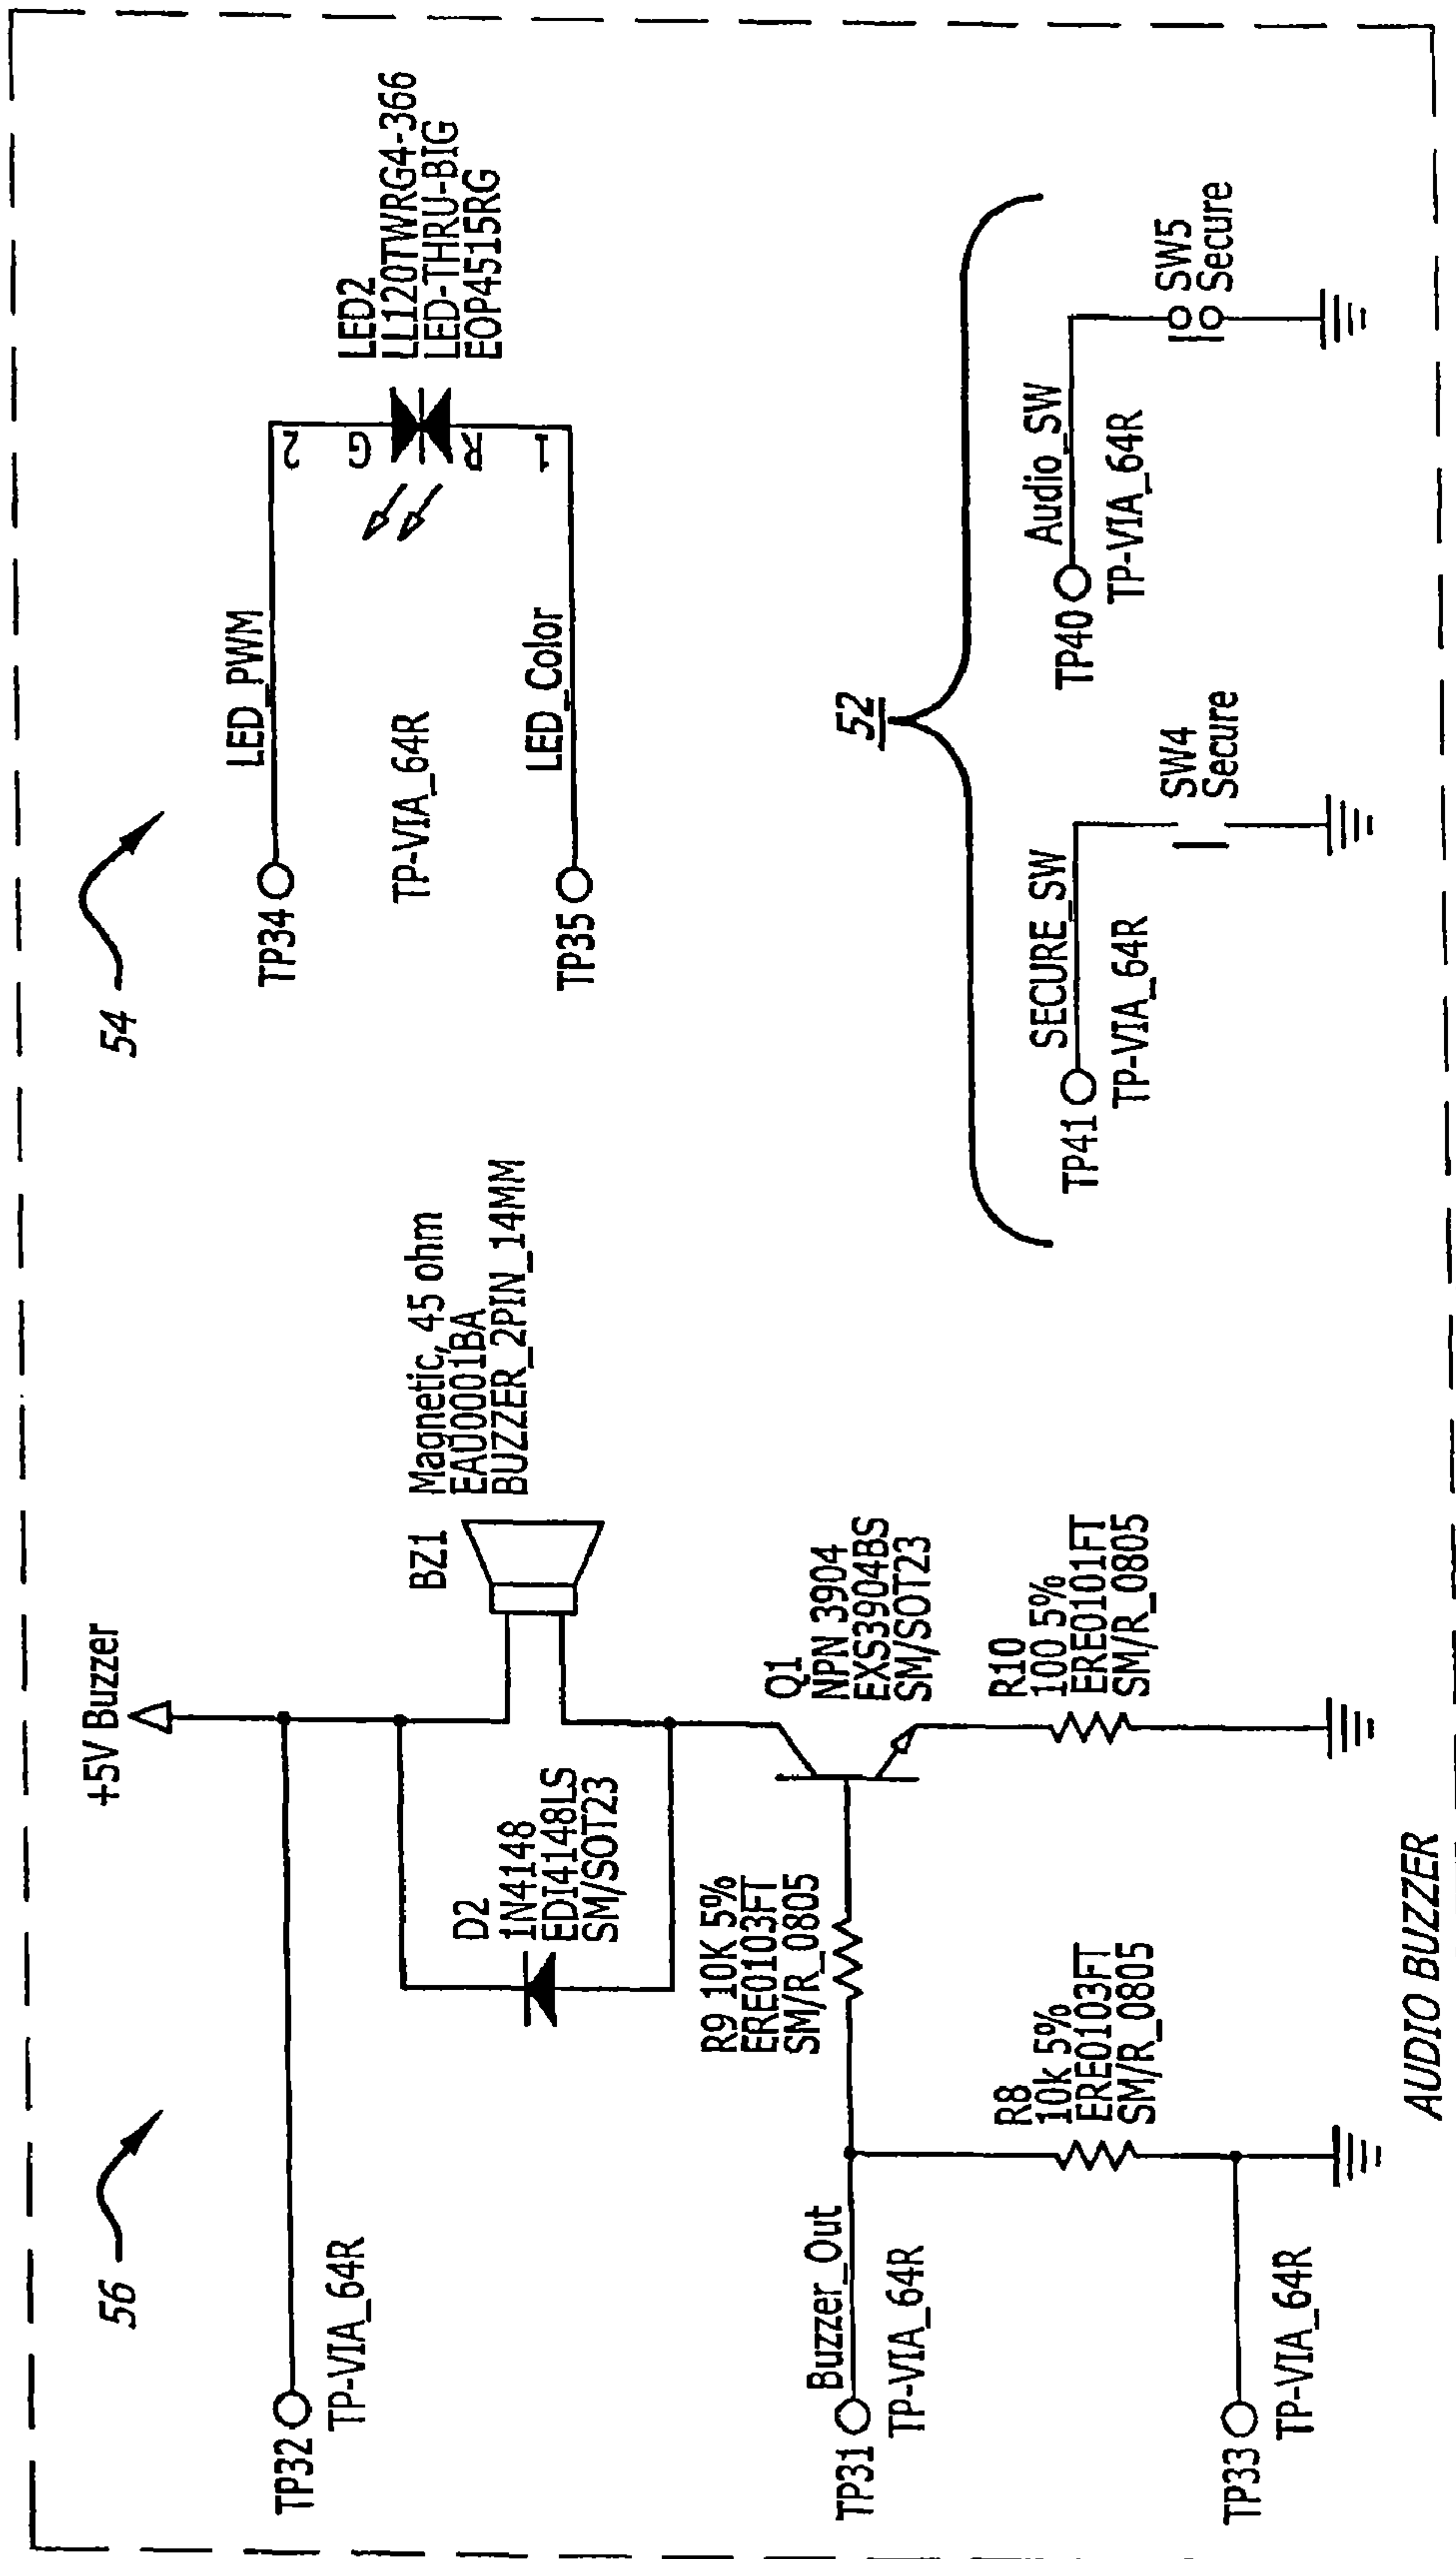 56
TP32
TP-VIA_64R
+5V Buzzer
D2
1N4148
EDI4148LS
SM/SOT23
BZ1
Magnetic, 45 ohm
EAU0001BA
BUZZER_2PIN_14MM
R9 10K 5%
ERE0103FT
SM/R_0805
Q1
NPN 3904
EXS3904BS
SM/SOT23
Buzzer_Out
TP31
TP-VIA_64R
R8
10k 5%
ERE0103FT
SM/R_0805
R10
100 5%
ERE0101FT
SM/R_0805
TP33
TP-VIA_64R
AUDIO BUZZER
54
LED_PWM
TP34
TP-VIA_64R
LED_Color
TP35
2
G
R
1
LED2
LL120TWRG4-366
LED-THRU-BIG
EOP4515RG
52
SECURE_SW
TP41
TP-VIA_64R
SW4
Secure
Audio_SW
TP40
TP-VIA_64R
SW5
Secure